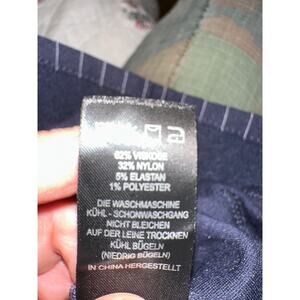 62% VISKOSE
32% NYLON
5% ELASTAN
1% POLYESTER
DIE WASCHMASCHINE
KÜHL - SCHONWASCHGANG
NICHT BLEICHEN
AUF DER LEINE TROCKNEN
KÜHL BÜGELN
(NIEDRIG BÜGELN)
IN CHINA HERGESTELLT